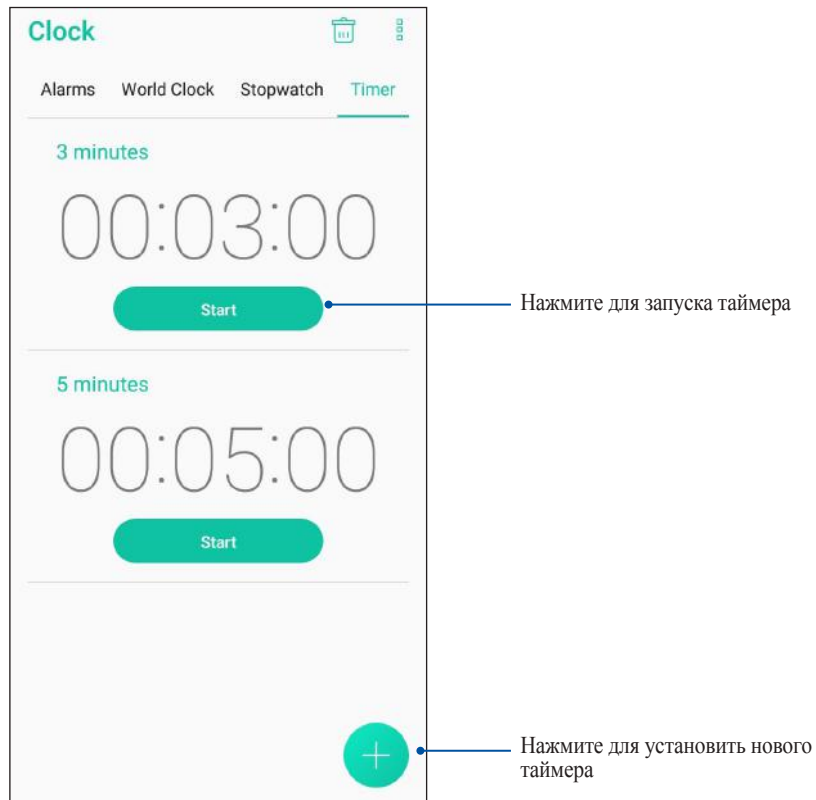 Clock
Alarms World Clock Stopwatch Timer
3 minutes
00:03:00
Start
Нажмите для запуска таймера
5 minutes
00:05:00
Start
Нажмите для установить нового
таймера